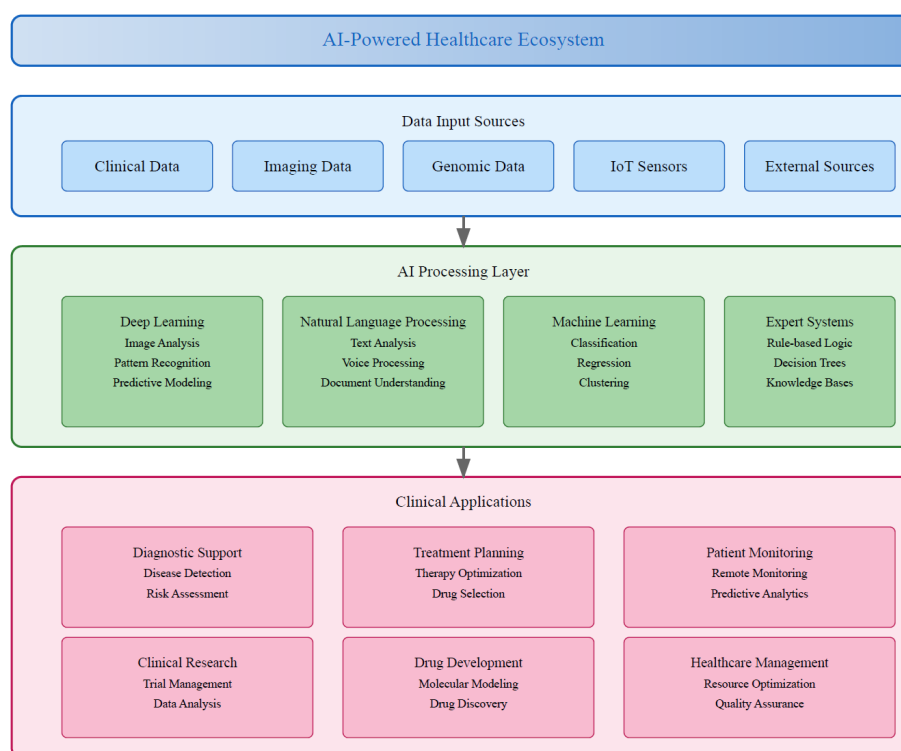 AI-Powered Healthcare Ecosystem
Data Input Sources
Clinical Data
Imaging Data
Genomic Data
IoT Sensors
External Sources
AI Processing Layer
Deep Learning
Image Analysis
Pattern Recognition
Predictive Modeling
Natural Language Processing
Text Analysis
Voice Processing
Document Understanding
Machine Learning
Classification
Regression
Clustering
Expert Systems
Rule-based Logic
Decision Trees
Knowledge Bases
Clinical Applications
Diagnostic Support
Disease Detection
Risk Assessment
Treatment Planning
Therapy Optimization
Drug Selection
Patient Monitoring
Remote Monitoring
Predictive Analytics
Clinical Research
Trial Management
Data Analysis
Drug Development
Molecular Modeling
Drug Discovery
Healthcare Management
Resource Optimization
Quality Assurance